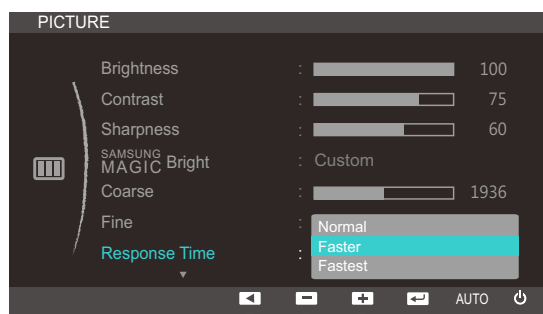 PICTURE
Brightness : 100
Contrast : 75
Sharpness : 60
SAMSUNG
MAGIC Bright : Custom
Coarse : 1936
Fine :
Response Time :
Normal
Faster
Fastest
AUTO